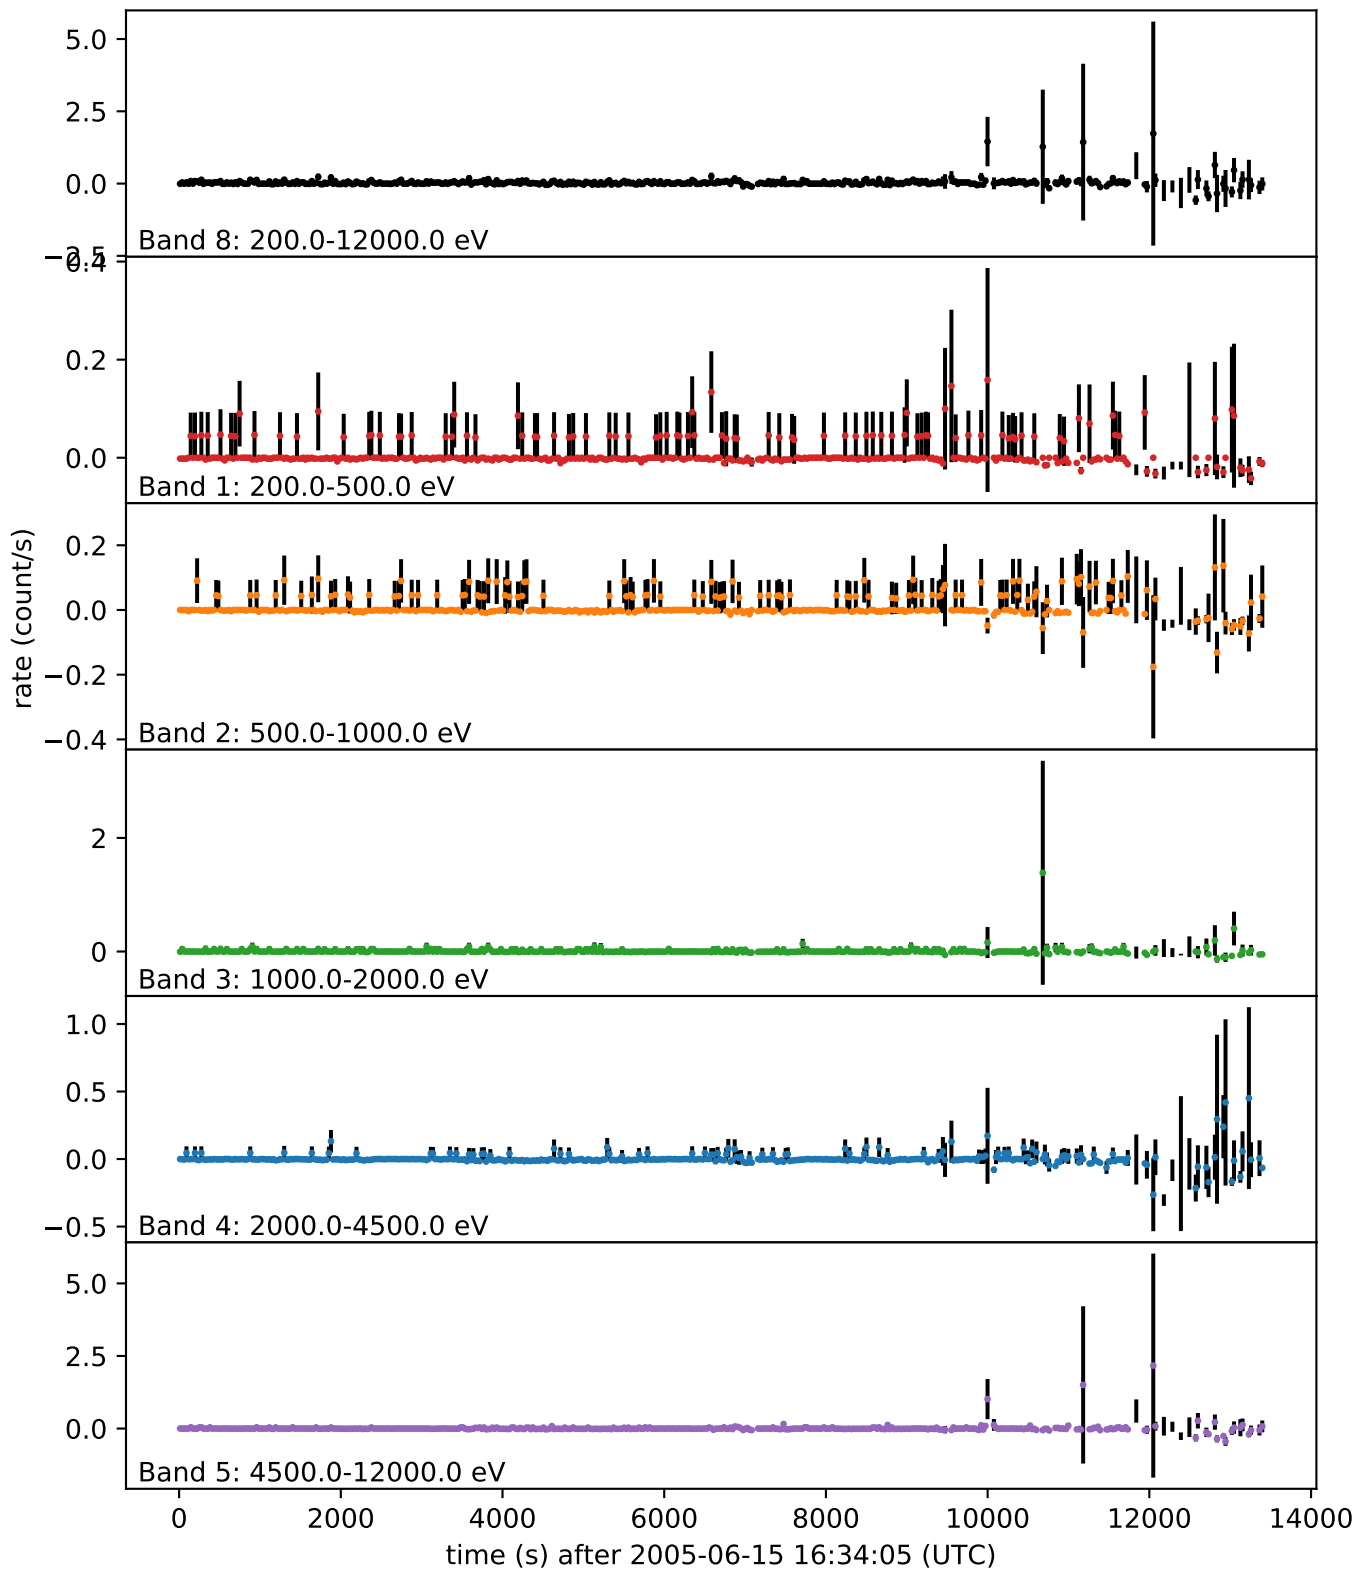 5.0
2.5
0.0
Band 8: 200.0-12000.0 eV
−2.5
0.4
0.2
0.0
Band 1: 200.0-500.0 eV
0.2
0.0
−0.2
−0.4
Band 2: 500.0-1000.0 eV
rate (count/s)
2
0
Band 3: 1000.0-2000.0 eV
1.0
0.5
0.0
−0.5
Band 4: 2000.0-4500.0 eV
5.0
2.5
0.0
Band 5: 4500.0-12000.0 eV
0 2000 4000 6000 8000 10000 12000 14000
time (s) after 2005-06-15 16:34:05 (UTC)